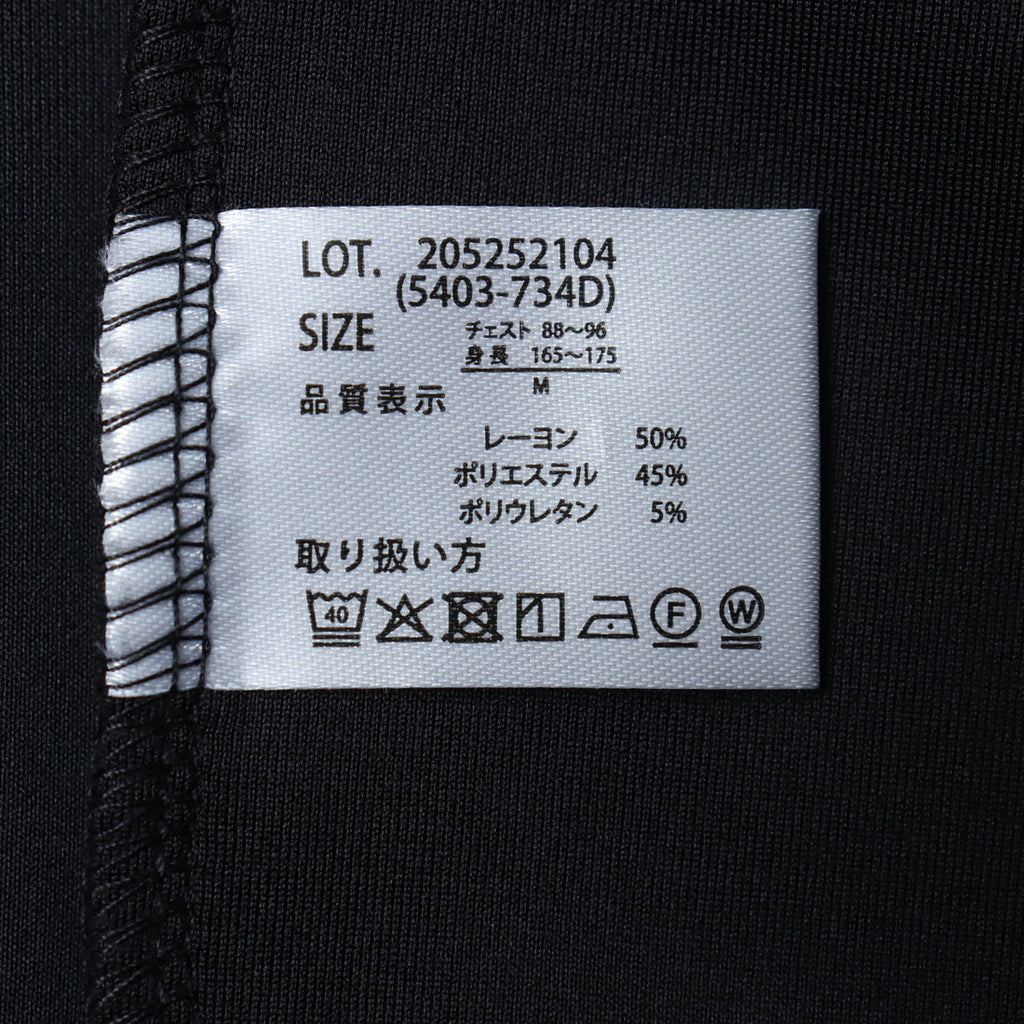 LOT. 205252104
(5403-734D)
SIZE
チェスト 88～96
身長 165～175
M
品質表示
レーヨン 50%
ポリエステル 45%
ポリウレタン 5%
取り扱い方
40 F W